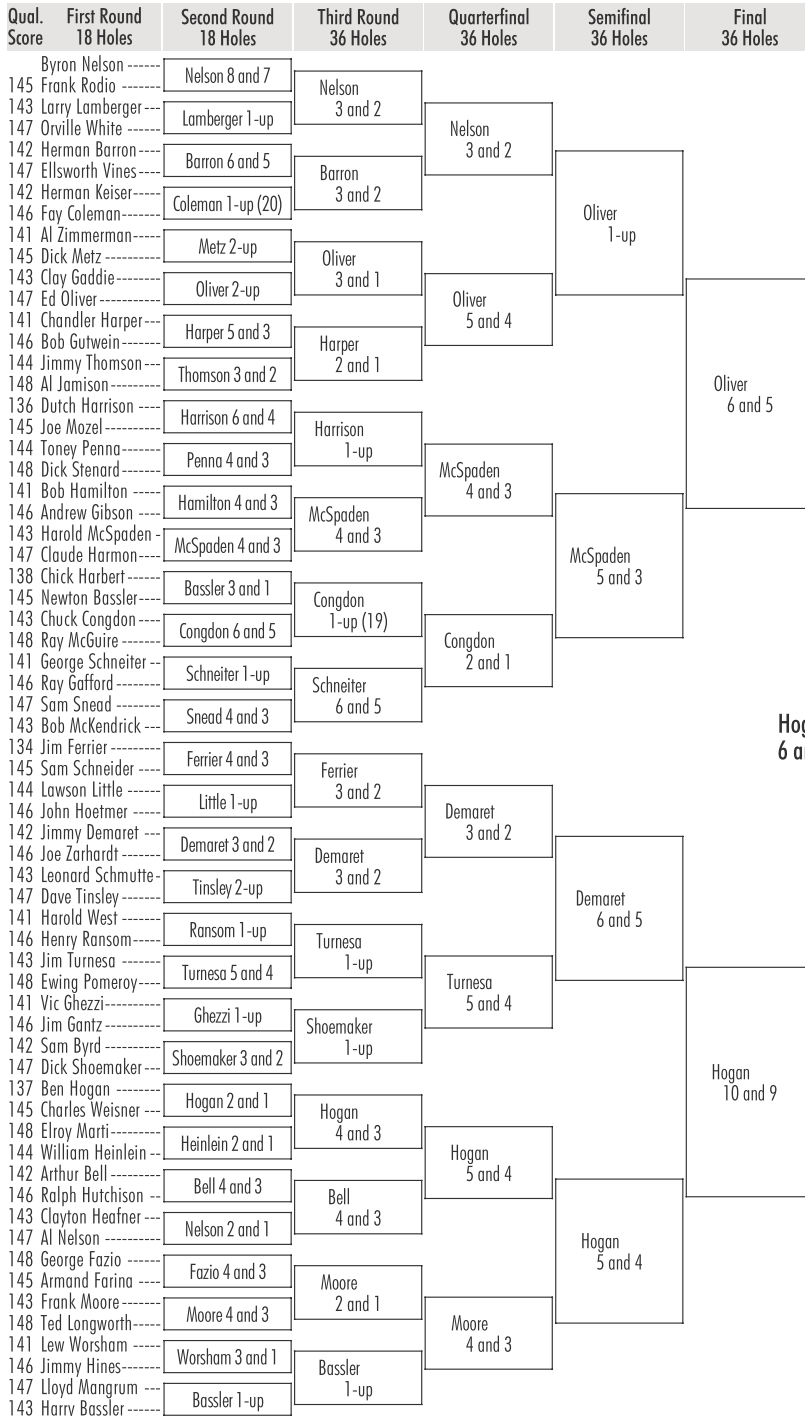 Qual. Score
First Round 18 Holes
Second Round 18 Holes
Third Round 36 Holes
Quarterfinal 36 Holes
Semifinal 36 Holes
Final 36 Holes
Byron Nelson ------
145 Frank Rodio -------
143 Larry Lamberger---
147 Orville White -------
142 Herman Barron----
147 Ellsworth Vines----
142 Herman Keiser-----
146 Fay Coleman-------
141 Al Zimmerman-----
145 Dick Metz ---------
143 Clay Gaddie--------
147 Ed Oliver-----------
141 Chandler Harper---
146 Bob Gutwein-------
144 Jimmy Thomson---
148 Al Jamison---------
136 Dutch Harrison ----
145 Joe Mozel ---------
144 Toney Penna-------
148 Dick Stenard-------
141 Bob Hamilton -----
146 Andrew Gibson ----
143 Harold McSpaden -
147 Claude Harmon----
138 Chick Harbert------
145 Newton Bassler----
143 Chuck Congdon----
148 Ray McGuire -------
141 George Schneiter --
146 Ray Gafford--------
147 Sam Snead --------
143 Bob McKendrick ---
134 Jim Ferrier ---------
145 Sam Schneider ----
144 Lawson Little ------
146 John Hoetmer -----
142 Jimmy Demaret ---
146 Joe Zarhardt ------
143 Leonard Schmutte-
147 Dave Tinsley -------
141 Harold West -------
146 Henry Ransom-----
143 Jim Turnesa -------
148 Ewing Pomeroy----
141 Vic Ghezzi----------
146 Jim Gantz ----------
142 Sam Byrd ----------
147 Dick Shoemaker---
137 Ben Hogan --------
145 Charles Weisner ---
148 Elroy Marti---------
144 William Heinlein --
142 Arthur Bell---------
146 Ralph Hutchison --
143 Clayton Heafner ---
147 Al Nelson ----------
148 George Fazio ------
145 Armand Farina ----
143 Frank Moore-------
148 Ted Longworth-----
141 Lew Worsham -----
146 Jimmy Hines-------
147 Lloyd Mangrum ---
143 Harry Bassler------
Nelson 8 and 7
Lamberger 1-up
Barron 6 and 5
Coleman 1-up (20)
Metz 2-up
Oliver 2-up
Harper 5 and 3
Thomson 3 and 2
Harrison 6 and 4
Penna 4 and 3
Hamilton 4 and 3
McSpaden 4 and 3
Bassler 3 and 1
Congdon 6 and 5
Schneiter 1-up
Snead 4 and 3
Ferrier 4 and 3
Little 1-up
Demaret 3 and 2
Tinsley 2-up
Ransom 1-up
Turnesa 5 and 4
Ghezzi 1-up
Shoemaker 3 and 2
Hogan 2 and 1
Heinlein 2 and 1
Bell 4 and 3
Nelson 2 and 1
Fazio 4 and 3
Moore 4 and 3
Worsham 3 and 1
Bassler 1-up
Nelson
3 and 2
Barron
3 and 2
Oliver
3 and 1
Harper
2 and 1
Harrison
1-up
McSpaden
4 and 3
Congdon
1-up (19)
Schneiter
6 and 5
Ferrier
3 and 2
Demaret
3 and 2
Turnesa
1-up
Shoemaker
1-up
Hogan
4 and 3
Bell
4 and 3
Moore
2 and 1
Bassler
1-up
Nelson
3 and 2
Oliver
5 and 4
McSpaden
4 and 3
Congdon
2 and 1
Demaret
3 and 2
Turnesa
5 and 4
Hogan
5 and 4
Moore
4 and 3
Oliver
1-up
McSpaden
5 and 3
Demaret
6 and 5
Hogan
5 and 4
Oliver
6 and 5
Hogan
10 and 9
Hog
6 a